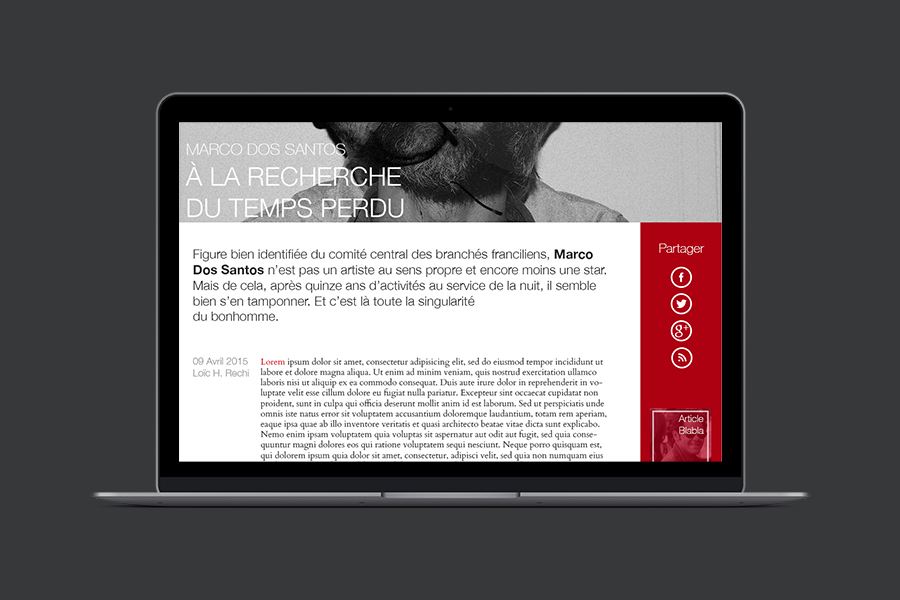 MARCO DOS SANTOS
À LA RECHERCHE
DU TEMPS PERDU
Figure bien identifiée du comité central des branchés franciliens, Marco
Dos Santos n'est pas un artiste au sens propre et encore moins une star.
Mais de cela, après quinze ans d'activités au service de la nuit, il semble
bien s'en tamponner. Et c'est là toute la singularité
du bonhomme.
Partager
f
g+
09 Avril 2015
Loïc H. Rechi
Lorem ipsum dolor sit amet, consectetur adipisicing elit, sed do eiusmod tempor incididunt ut
labore et dolore magna aliqua. Ut enim ad minim veniam, quis nostrud exercitation ullamco
laboris nisi ut aliquip ex ea commodo consequat. Duis aute irure dolor in reprehenderit in vo-
luptate velit esse cillum dolore eu fugiat nulla pariatur. Excepteur sint occaecat cupidatat non
proident, sunt in culpa qui officia deserunt mollit anim id est laborum. Sed ut perspiciatis unde
omnis iste natus error sit voluptatem accusantium doloremque laudantium, totam rem aperiam,
eaque ipsa quae ab illo inventore veritatis et quasi architecto beatae vitae dicta sunt explicabo.
Nemo enim ipsam voluptatem quia voluptas sit aspernatur aut odit aut fugit, sed quia conse-
quuntur magni dolores eos qui ratione voluptatem sequi nesciunt. Neque porro quisquam est,
qui dolorem ipsum quia dolor sit amet, consectetur, adipisci velit, sed quia non numquam eius
Article
Blabla